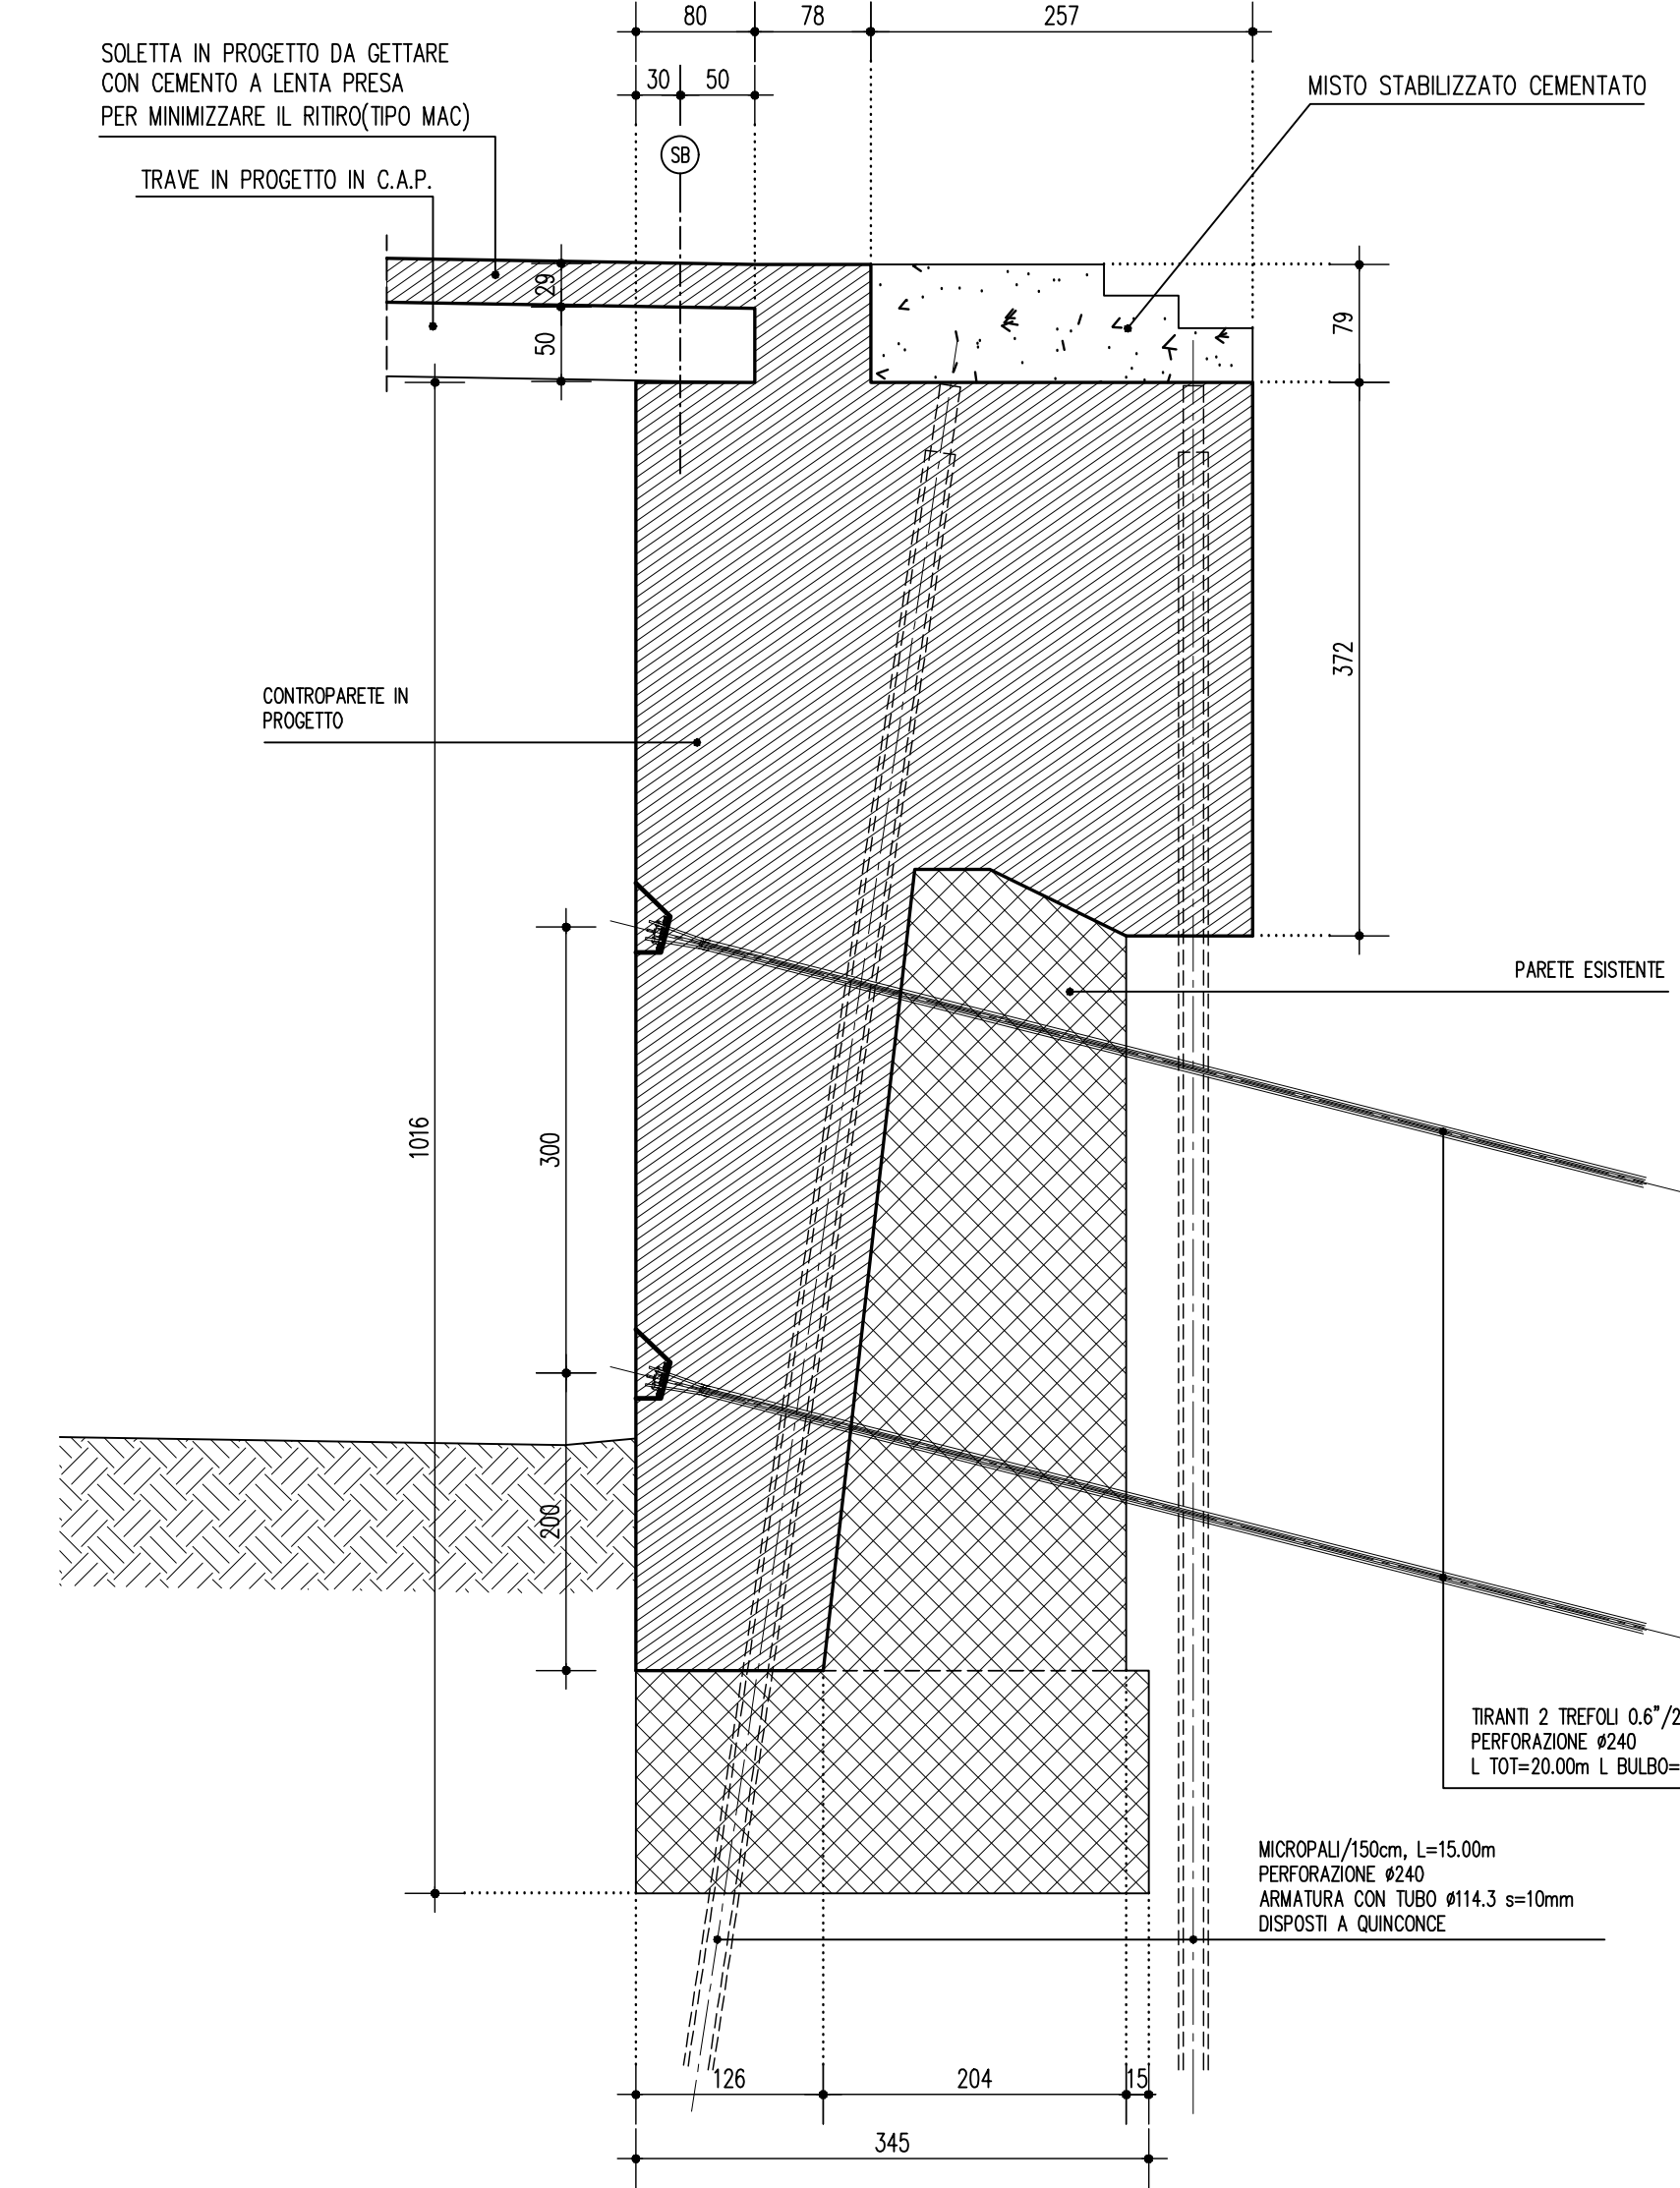 80
78
257
SOLETTA IN PROGETTO DA GETTARE
CON CEMENTO A LENTA PRESA
PER MINIMIZZARE IL RITIRO(TIPO MAC)
30
50
MISTO STABILIZZATO CEMENTATO
SB
TRAVE IN PROGETTO IN C.A.P.
29
50
79
372
CONTROPARETE IN
PROGETTO
PARETE ESISTENTE
1016
300
200
TIRANTI 2 TREFOLI 0.6"/2
PERFORAZIONE ø240
L TOT=20.00m L BULBO=
MICROPALI/150cm, L=15.00m
PERFORAZIONE ø240
ARMATURA CON TUBO ø114.3 s=10mm
DISPOSTI A QUINCONCE
126
204
15
345